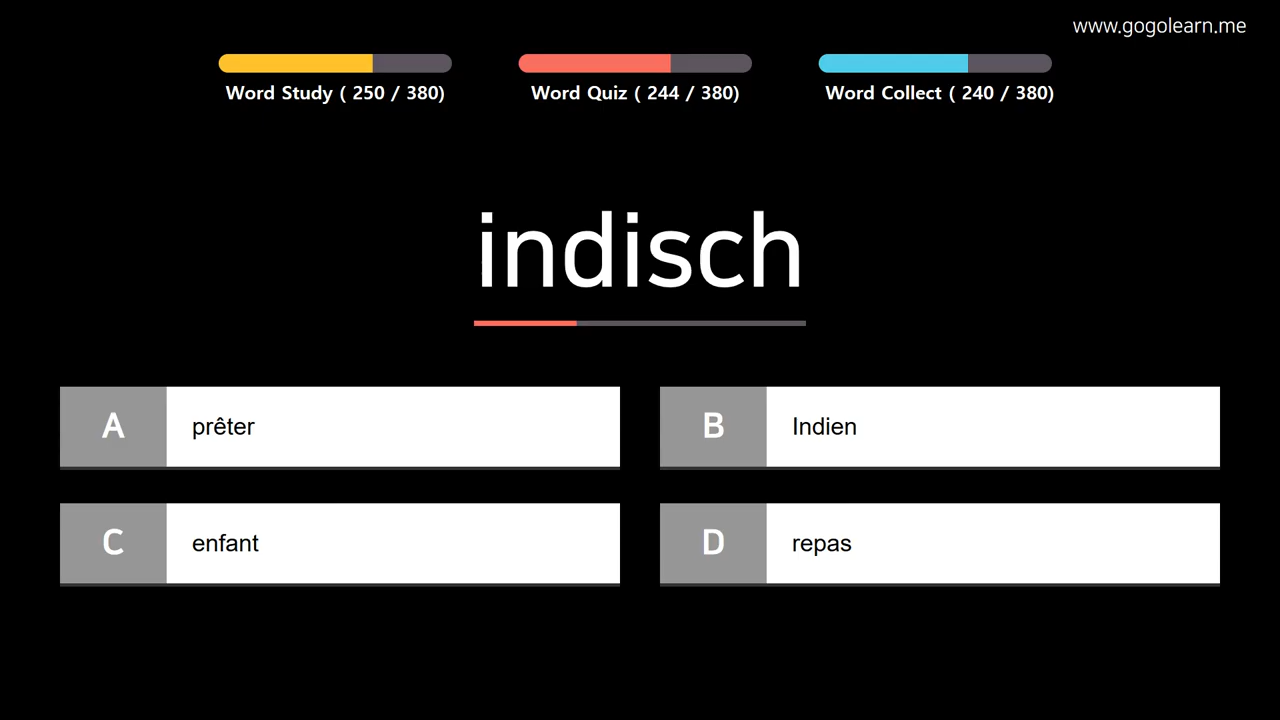 www.gogolearn.me
Word Study ( 250 / 380)
Word Quiz ( 244 / 380)
Word Collect ( 240 / 380)
indisch
A prêter
B Indien
C enfant
D repas